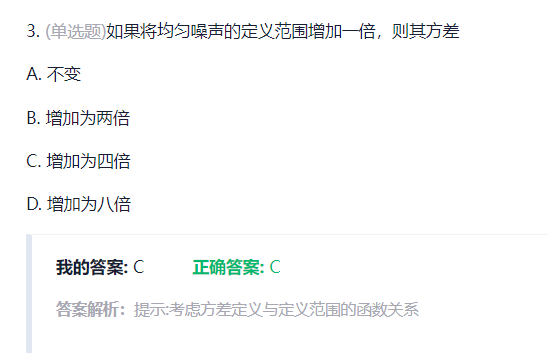 3. (单选题)如果将均匀噪声的定义范围增加一倍，则其方差
A. 不变
B. 增加为两倍
C. 增加为四倍
D. 增加为八倍
我的答案: C 正确答案: C
答案解析：提示:考虑方差定义与定义范围的函数关系